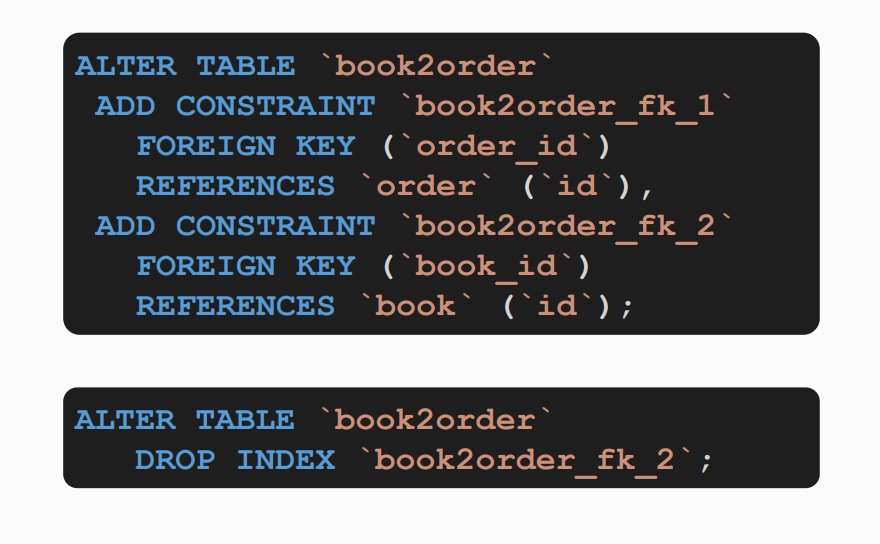 ALTER TABLE `book2order`
 ADD CONSTRAINT `book2order_fk_1`
   FOREIGN KEY (`order_id`)
   REFERENCES `order` (`id`),
 ADD CONSTRAINT `book2order_fk_2`
   FOREIGN KEY (`book_id`)
   REFERENCES `book` (`id`);
ALTER TABLE `book2order`
   DROP INDEX `book2order_fk_2`;